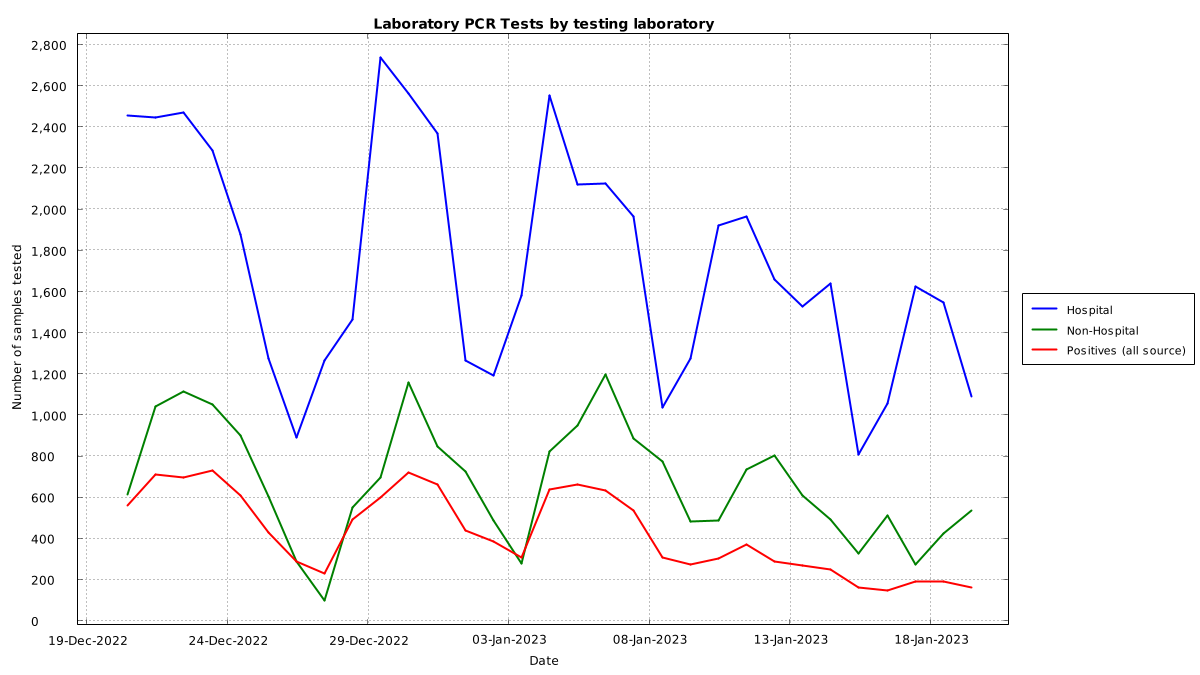 Laboratory PCR Tests by testing laboratory
2,800
2,600
2,400
2,200
2,000
1,800
1,600
1,400
1,200
1,000
800
600
400
200
0
Number of samples tested
19-Dec-2022 24-Dec-2022 29-Dec-2022 03-Jan-2023 08-Jan-2023 13-Jan-2023 18-Jan-2023
Date
Hospital
Non-Hospital
Positives (all source)